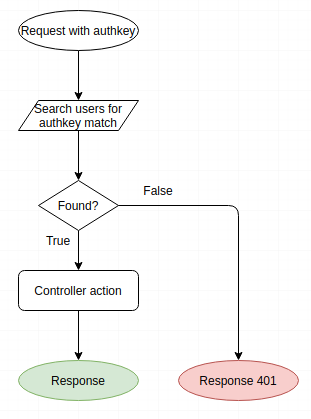 Request with authkey
Search users for
authkey match
Found?
False
True
Controller action
Response
Response 401